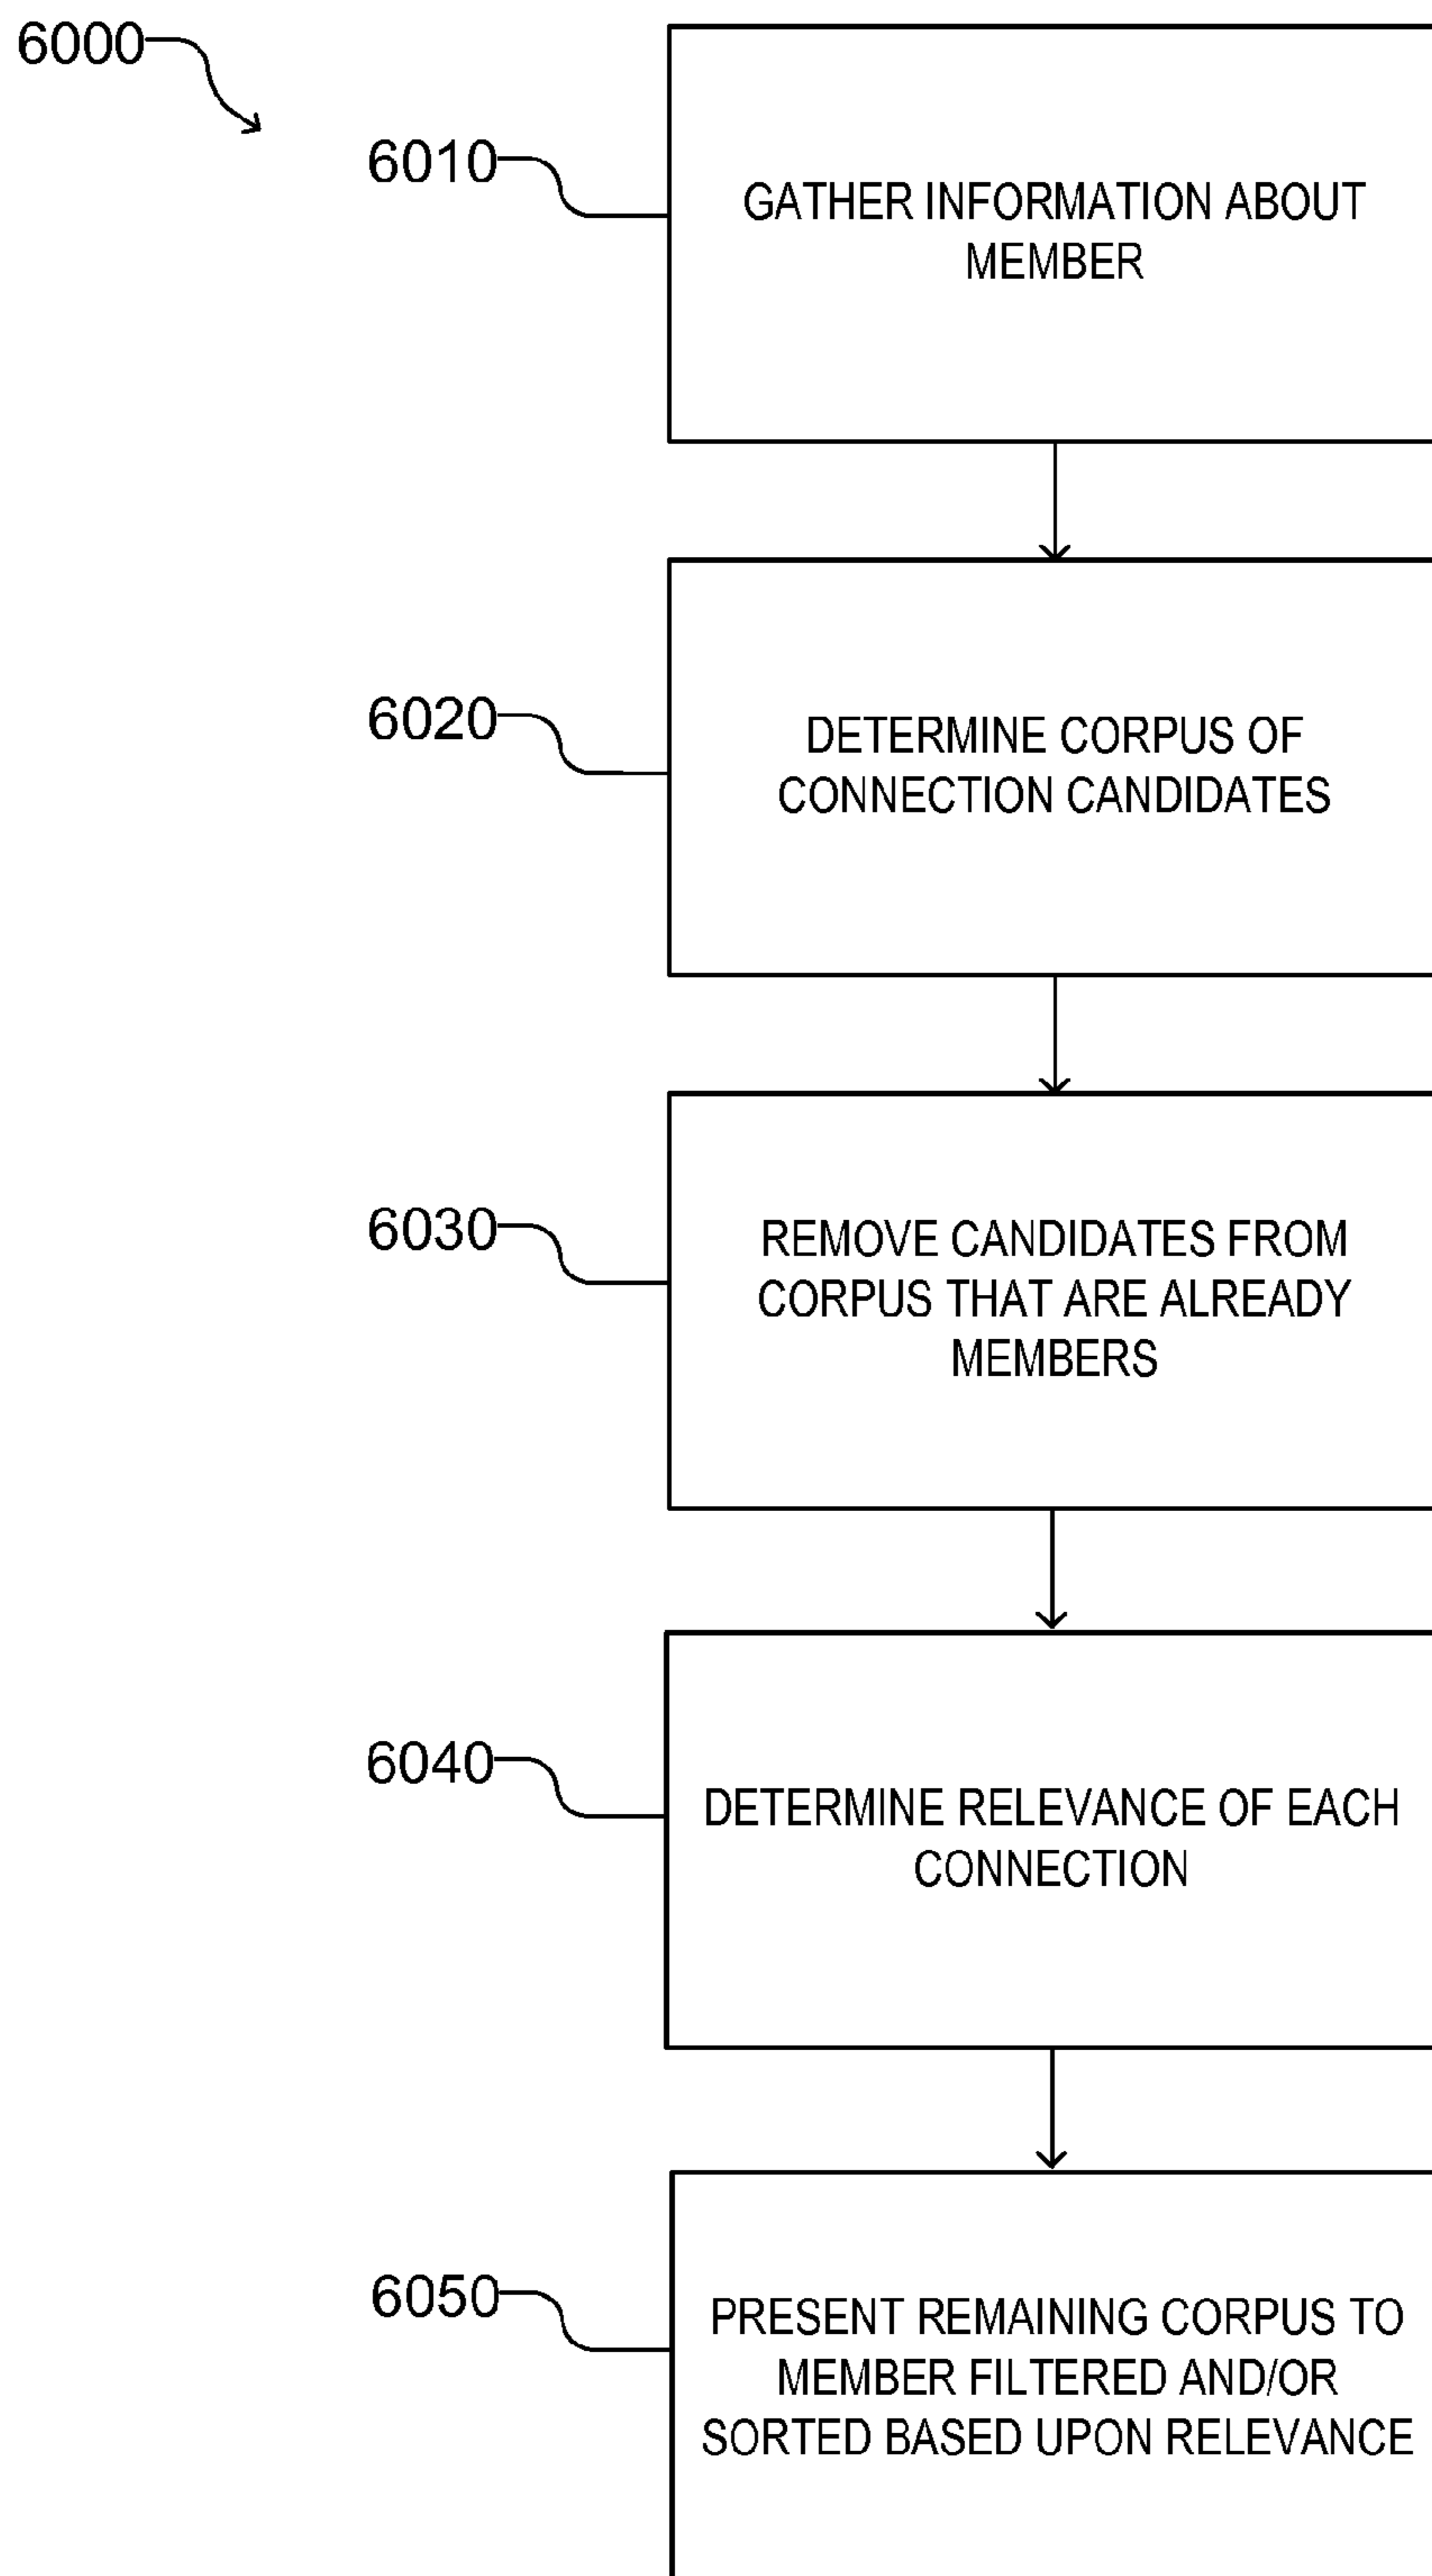 6000
6010
GATHER INFORMATION ABOUT
MEMBER
6020
DETERMINE CORPUS OF
CONNECTION CANDIDATES
6030
REMOVE CANDIDATES FROM
CORPUS THAT ARE ALREADY
MEMBERS
6040
DETERMINE RELEVANCE OF EACH
CONNECTION
6050
PRESENT REMAINING CORPUS TO
MEMBER FILTERED AND/OR
SORTED BASED UPON RELEVANCE